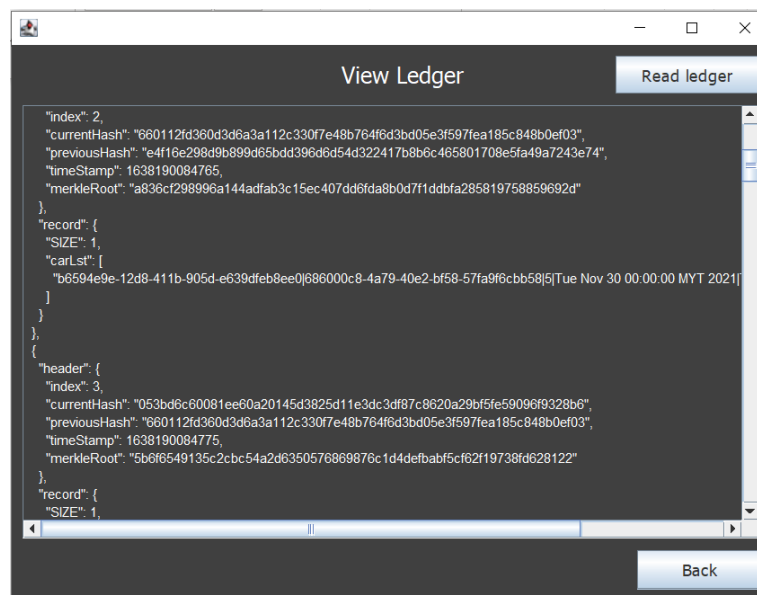 View Ledger
Read ledger
"index": 2,
"currentHash": "660112fd360d3d6a3a112c330f7e48b764f6d3bd05e3f597fea185c848b0ef03",
"previousHash": "e4f16e298d9b899d65bdd396d6d54d322417b8b6c465801708e5fa49a7243e74",
"timeStamp": 1638190084765,
"merkleRoot": "a836cf298996a144adfab3c15ec407dd6fda8b0d7f1ddbfa285819758859692d"
},
"record": {
"SIZE": 1,
"carLst": [
"b6594e9e-12d8-411b-905d-e639dfeb8ee0|686000c8-4a79-40e2-bf58-57fa9f6cbb58|5|Tue Nov 30 00:00:00 MYT 2021|
]
}
},
{
"header": {
"index": 3,
"currentHash": "053bd6c60081ee60a20145d3825d11e3dc3df87c8620a29bf5fe59096f9328b6",
"previousHash": "660112fd360d3d6a3a112c330f7e48b764f6d3bd05e3f597fea185c848b0ef03",
"timeStamp": 1638190084775,
"merkleRoot": "5b6f6549135c2cbc54a2d6350576869876c1d4defbabf5cf62f19738fd628122"
},
"record": {
"SIZE": 1,
Back